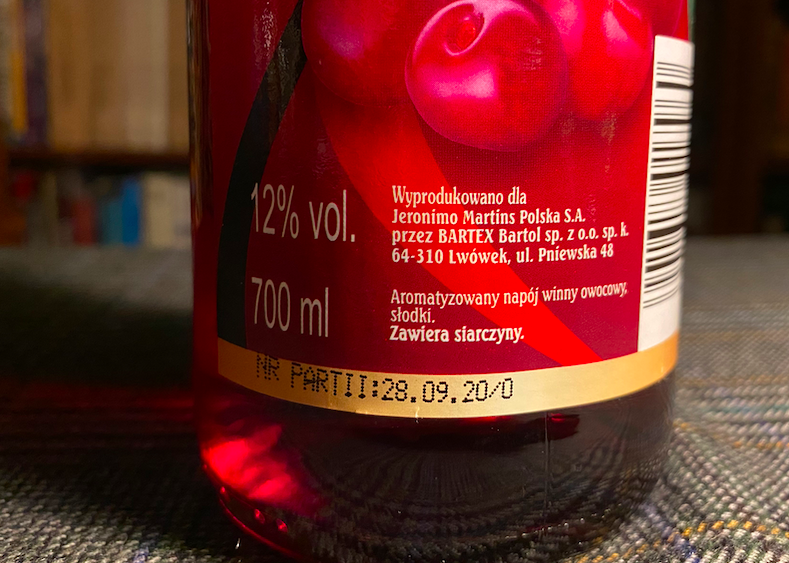 12% vol.
700 ml
Wyprodukowano dla
Jeronimo Martins Polska S.A.
przez BARTEX Bartol sp. z o.o. sp. k.
64-310 Lwówek, ul. Pniewska 48
Aromatyzowany napój winny owocowy,
słodki.
Zawiera siarczyny.
NR PARTII:28.09.20/0